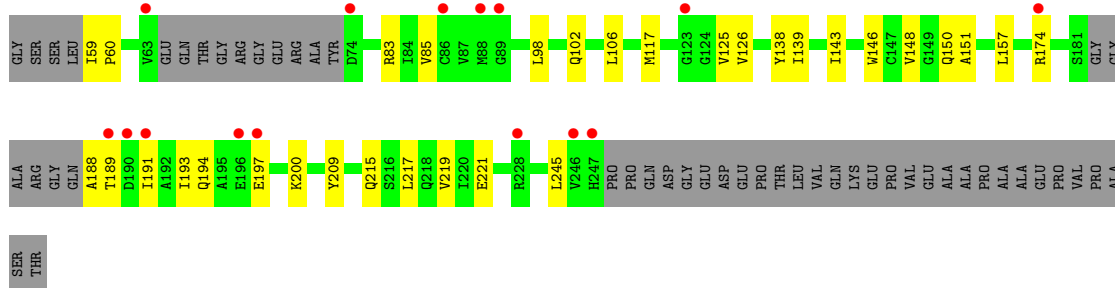 GLY SER SER LEU I59 P60 V63 GLU GLN THR GLY ARG GLY GLU ARG ALA TYR D74 R83 I84 V85 C86 V87 M88 G89 L98 Q102 L106 M117 G123 G124 V125 V126 Y138 I139 I143 W146 C147 V148 G149 Q150 A151 L157 R174 S181 GLY GLY
ALA ARG GLY GLN A188 T189 D190 I191 A192 I193 Q194 A195 E196 E197 K200 Y209 Q215 S216 L217 Q218 V219 I220 E221 R228 L245 V246 H247 PRO PRO GLN ASP GLY GLU ASP GLU PRO THR LEU VAL GLN LYS GLU PRO VAL GLU ALA ALA PRO ALA ALA GLU PRO VAL PRO ALA
SER THR